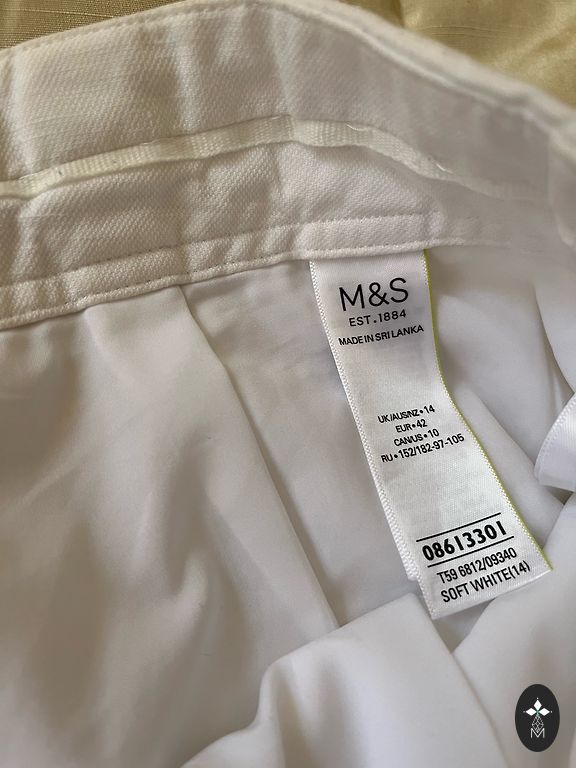 M&S
EST.1884
MADE IN SRI LANKA
UK/AUS/NZ•14
EUR•42
CAN/US•10
RU•152/182-97-105
08613301
T59 6812/09340
SOFT WHITE(14)
M